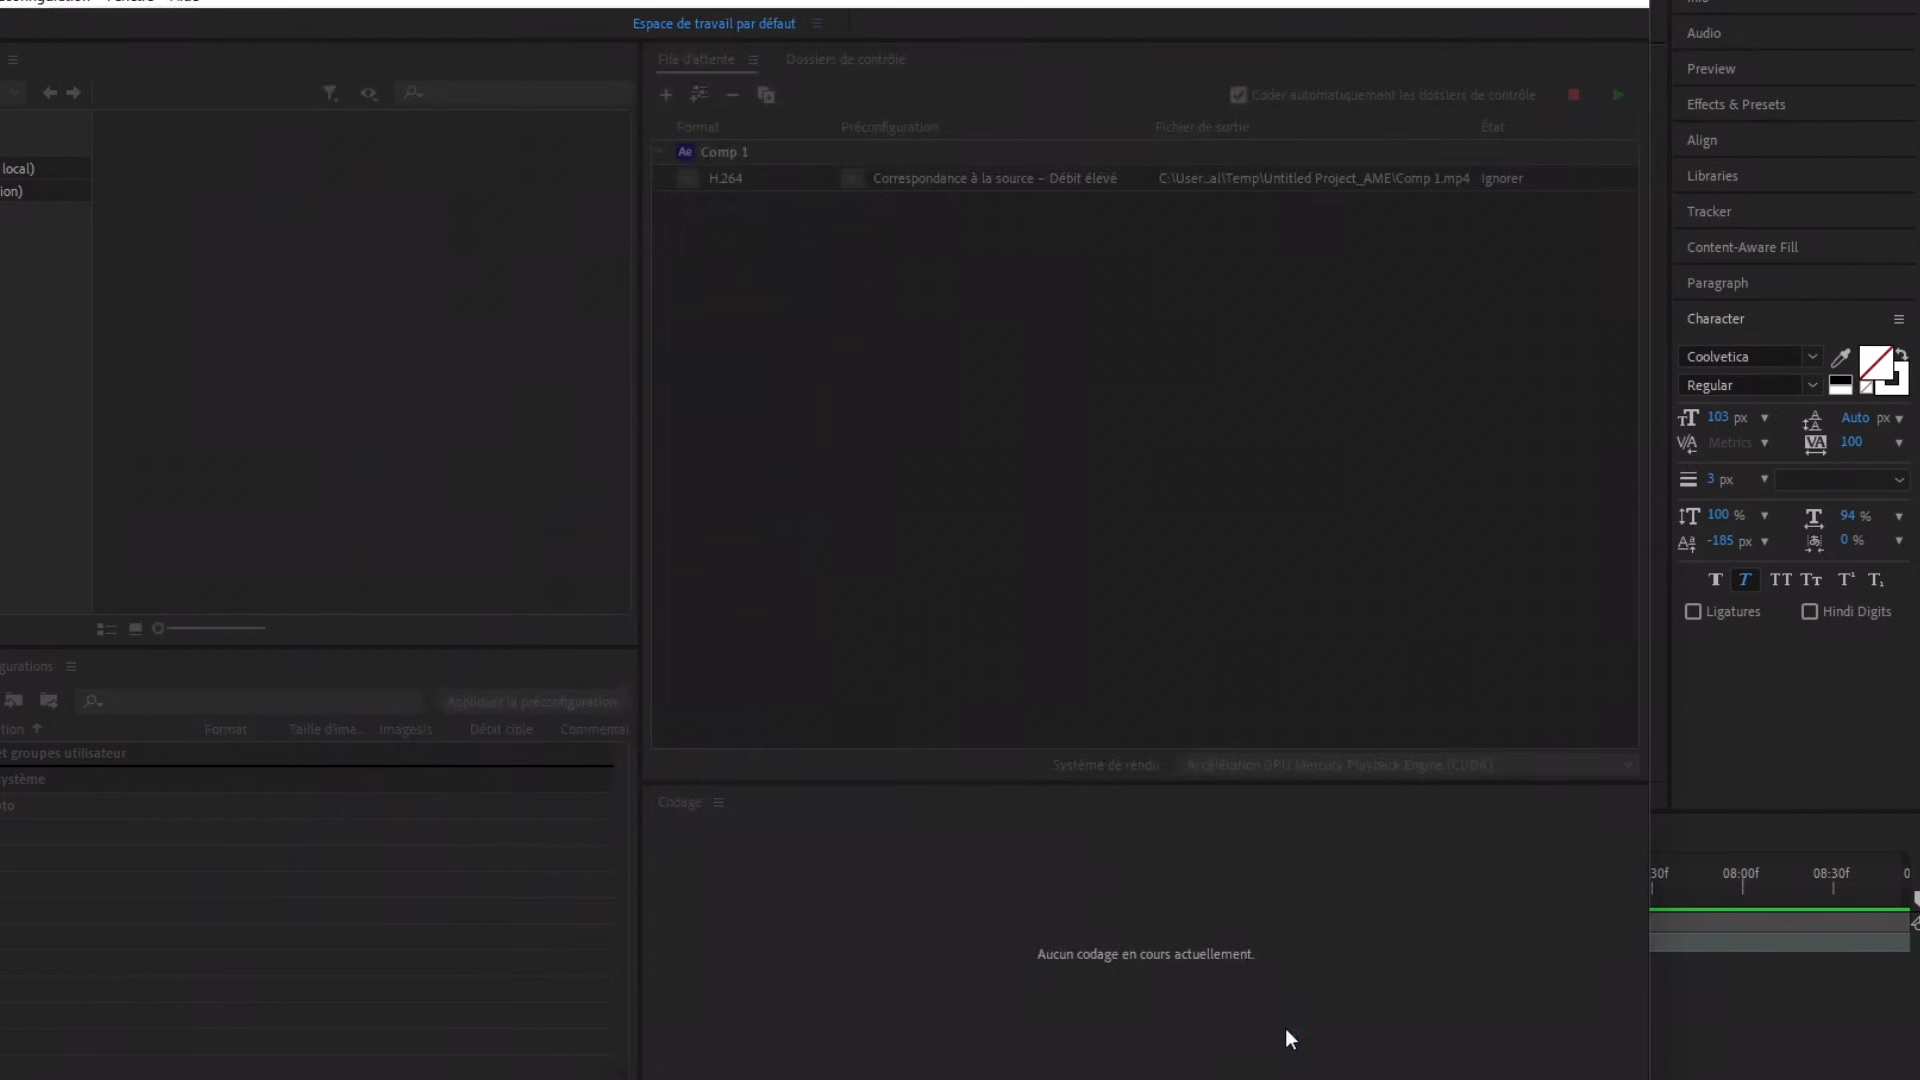 Espace de travail par défaut
File d'attente
Dossiers de contrôle
Coder automatiquement les dossiers de contrôle
Format
Préconfiguration
Fichier de sortie
État
Ae Comp 1
H.264
Correspondance à la source – Débit élevé
C:\User...al\Temp\Untitled Project_AME\Comp 1.mp4
Ignorer
local)
ion)
gurations
Appliquer la préconfiguration
tion
Format
Taille d'ima...
Images/s
Débit cible
Commentai
et groupes utilisateur
ystème
oto
Système de rendu
Accélération GPU Mercury Playback Engine (CUDA)
Codage
Aucun codage en cours actuellement.
Audio
Preview
Effects & Presets
Align
Libraries
Tracker
Content-Aware Fill
Paragraph
Character
Coolvetica
Regular
103 px
Auto px
Metrics
100
3 px
100 %
94 %
-185 px
0 %
Ligatures
Hindi Digits
30f
08:00f
08:30f
0